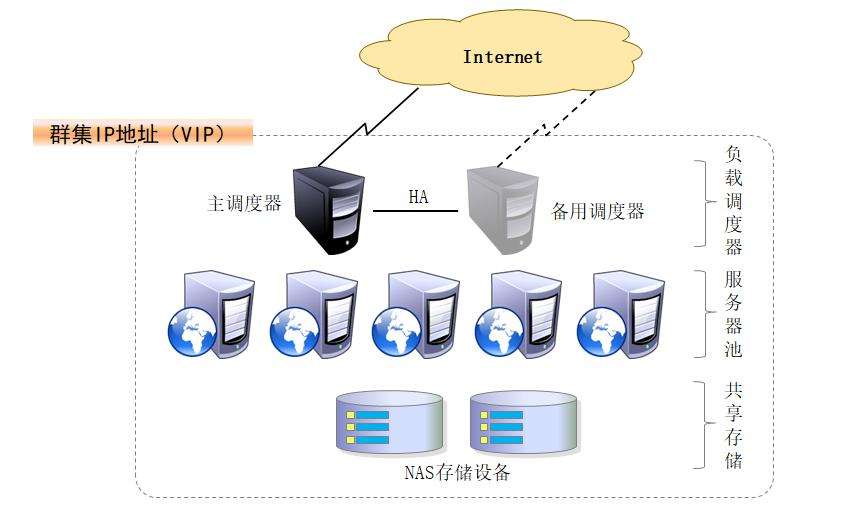 Internet
群集IP地址（VIP）
主调度器
HA
备用调度器
负载调度器
服务器池
共享存储
NAS存储设备